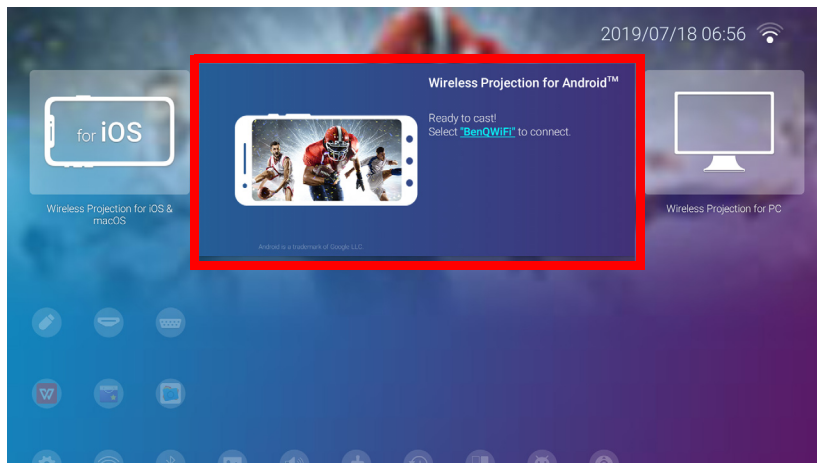 2019/07/18 06:56
for iOS
Wireless Projection for iOS &
macOS
Wireless Projection for Android™
Ready to cast!
Select "BenQWiFi" to connect.
Android is a trademark of Google LLC.
Wireless Projection for PC